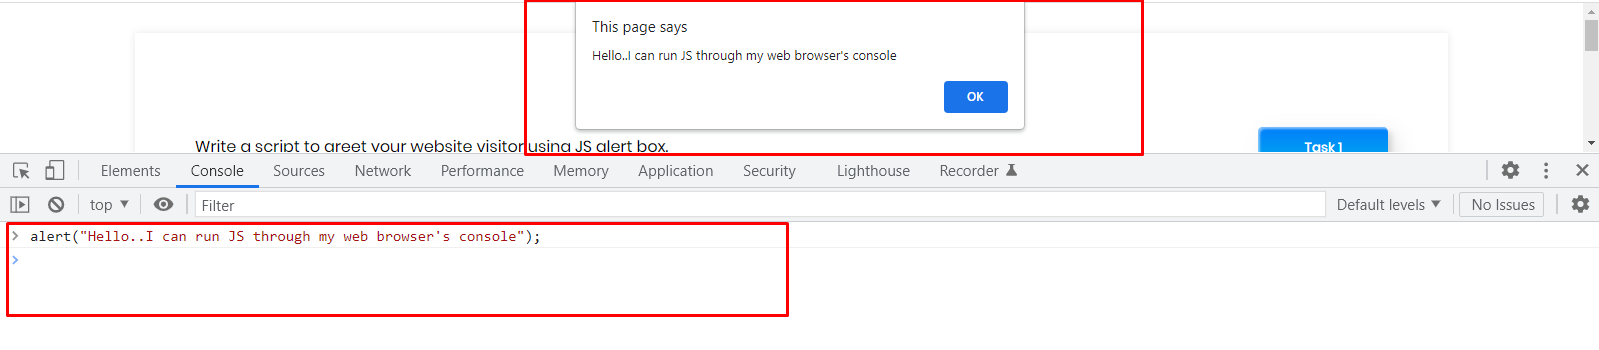 This page says
Hello..I can run JS through my web browser's console
OK
Write a script to greet your website visitor using JS alert box.
Task 1
Elements Console Sources Network Performance Memory Application Security Lighthouse Recorder
top Filter Default levels No Issues
alert("Hello..I can run JS through my web browser's console");